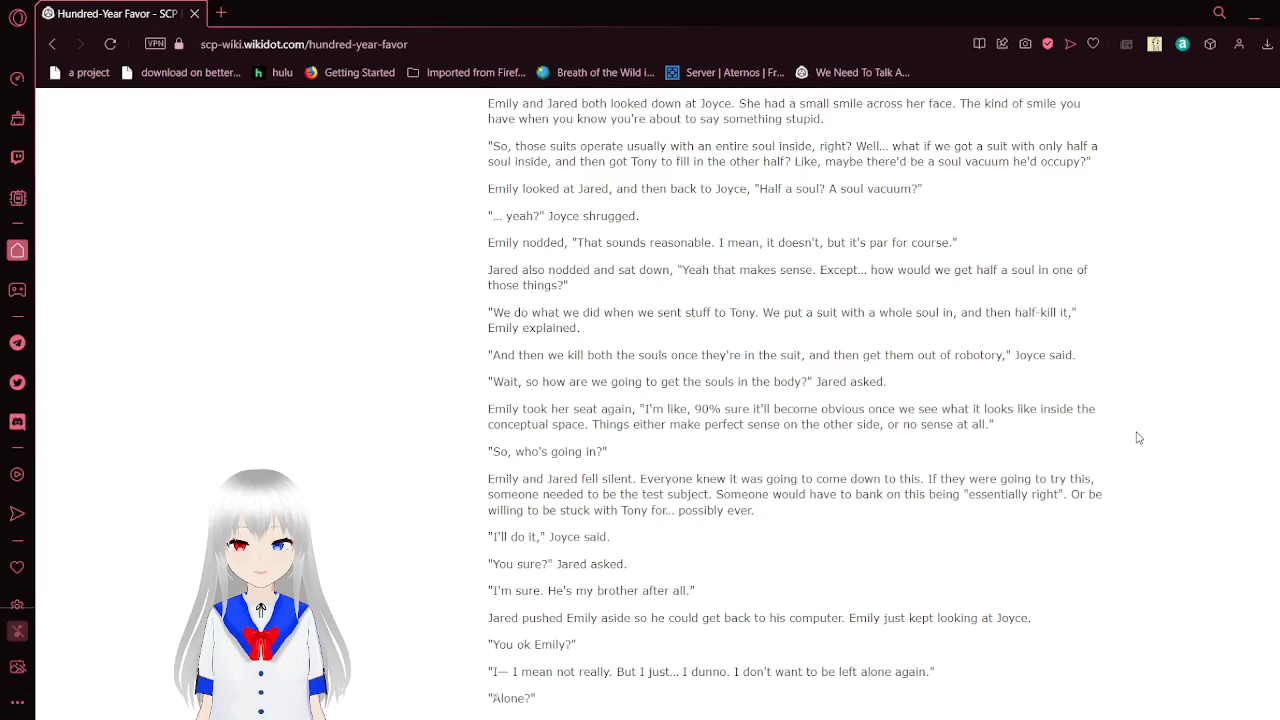 Hundred-Year Favor - SCP
VPN
scp-wiki.wikidot.com/hundred-year-favor
a project
download on better...
hulu
Getting Started
Imported from Firef...
Breath of the Wild i...
Server | Aternos | Fr...
We Need To Talk A...
Emily and Jared both looked down at Joyce. She had a small smile across her face. The kind of smile you
have when you know you're about to say something stupid.
"So, those suits operate usually with an entire soul inside, right? Well... what if we got a suit with only half a
soul inside, and then got Tony to fill in the other half? Like, maybe there'd be a soul vacuum he'd occupy?"
Emily looked at Jared, and then back to Joyce, "Half a soul? A soul vacuum?"
"... yeah?" Joyce shrugged.
Emily nodded, "That sounds reasonable. I mean, it doesn't, but it's par for course."
Jared also nodded and sat down, "Yeah that makes sense. Except... how would we get half a soul in one of
those things?"
"We do what we did when we sent stuff to Tony. We put a suit with a whole soul in, and then half-kill it,"
Emily explained.
"And then we kill both the souls once they're in the suit, and then get them out of robotory," Joyce said.
"Wait, so how are we going to get the souls in the body?" Jared asked.
Emily took her seat again, "I'm like, 90% sure it'll become obvious once we see what it looks like inside the
conceptual space. Things either make perfect sense on the other side, or no sense at all."
"So, who's going in?"
Emily and Jared fell silent. Everyone knew it was going to come down to this. If they were going to try this,
someone needed to be the test subject. Someone would have to bank on this being "essentially right". Or be
willing to be stuck with Tony for... possibly ever.
"I'll do it," Joyce said.
"You sure?" Jared asked.
"I'm sure. He's my brother after all."
Jared pushed Emily aside so he could get back to his computer. Emily just kept looking at Joyce.
"You ok Emily?"
"I— I mean not really. But I just... I dunno. I don't want to be left alone again."
"Alone?"